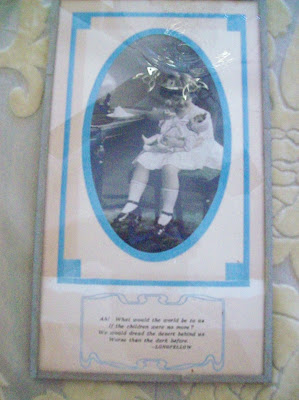 Ah! What would the world be to us
If the children were no more?
We should dread the desert behind us
Worse than the dark before
-LONGFELLOW